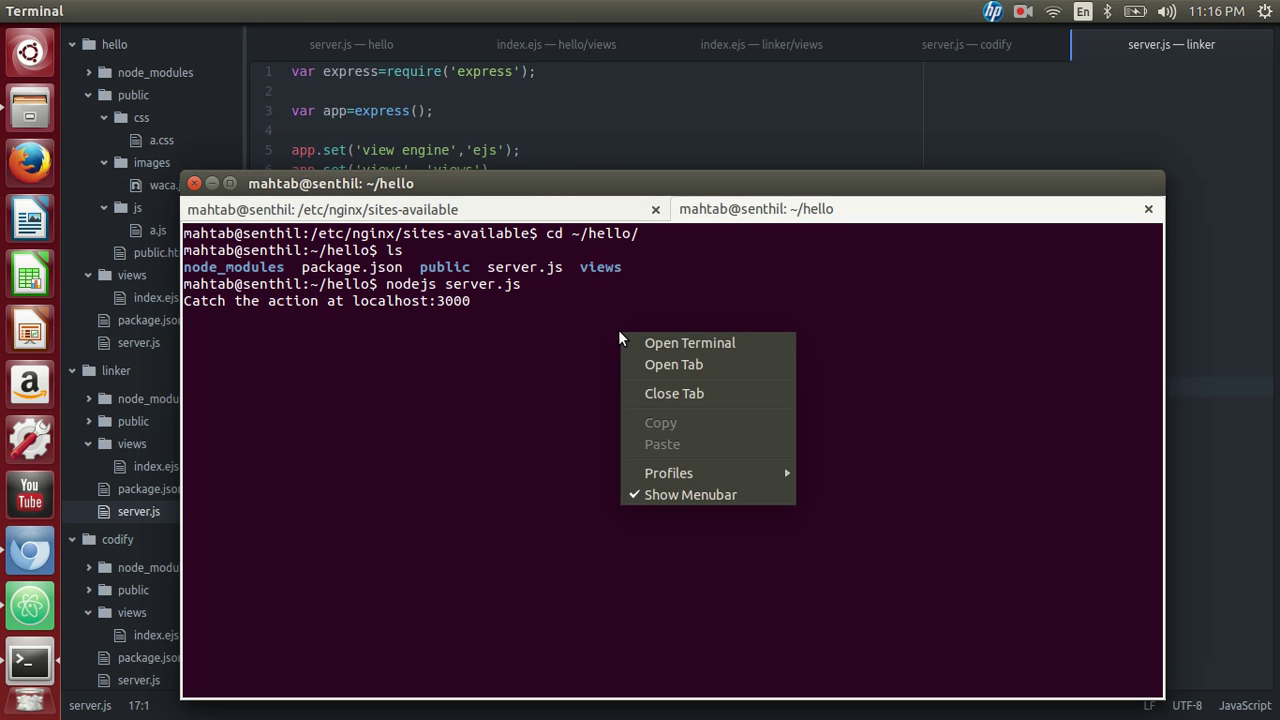 Terminal
hp
En
11:16 PM
hello
node_modules
public
css
a.css
images
waca.
js
a.js
public.ht
views
index.ejs
package.json
server.js
linker
node_modu
public
views
index.ejs
package.json
server.js
codify
node_modu
public
views
index.ejs
package.json
server.js
server.js — hello
index.ejs — hello/views
index.ejs — linker/views
server.js — codify
server.js — linker
1 var express=require('express');
2
3 var app=express();
4
5 app.set('view engine','ejs');
mahtab@senthil: ~/hello
mahtab@senthil: /etc/nginx/sites-available
mahtab@senthil: ~/hello
mahtab@senthil:/etc/nginx/sites-available$ cd ~/hello/
mahtab@senthil:~/hello$ ls
node_modules package.json public server.js views
mahtab@senthil:~/hello$ nodejs server.js
Catch the action at localhost:3000
Open Terminal
Open Tab
Close Tab
Copy
Paste
Profiles
Show Menubar
You
Tube
server.js
17:1
LF
UTF-8
JavaScript